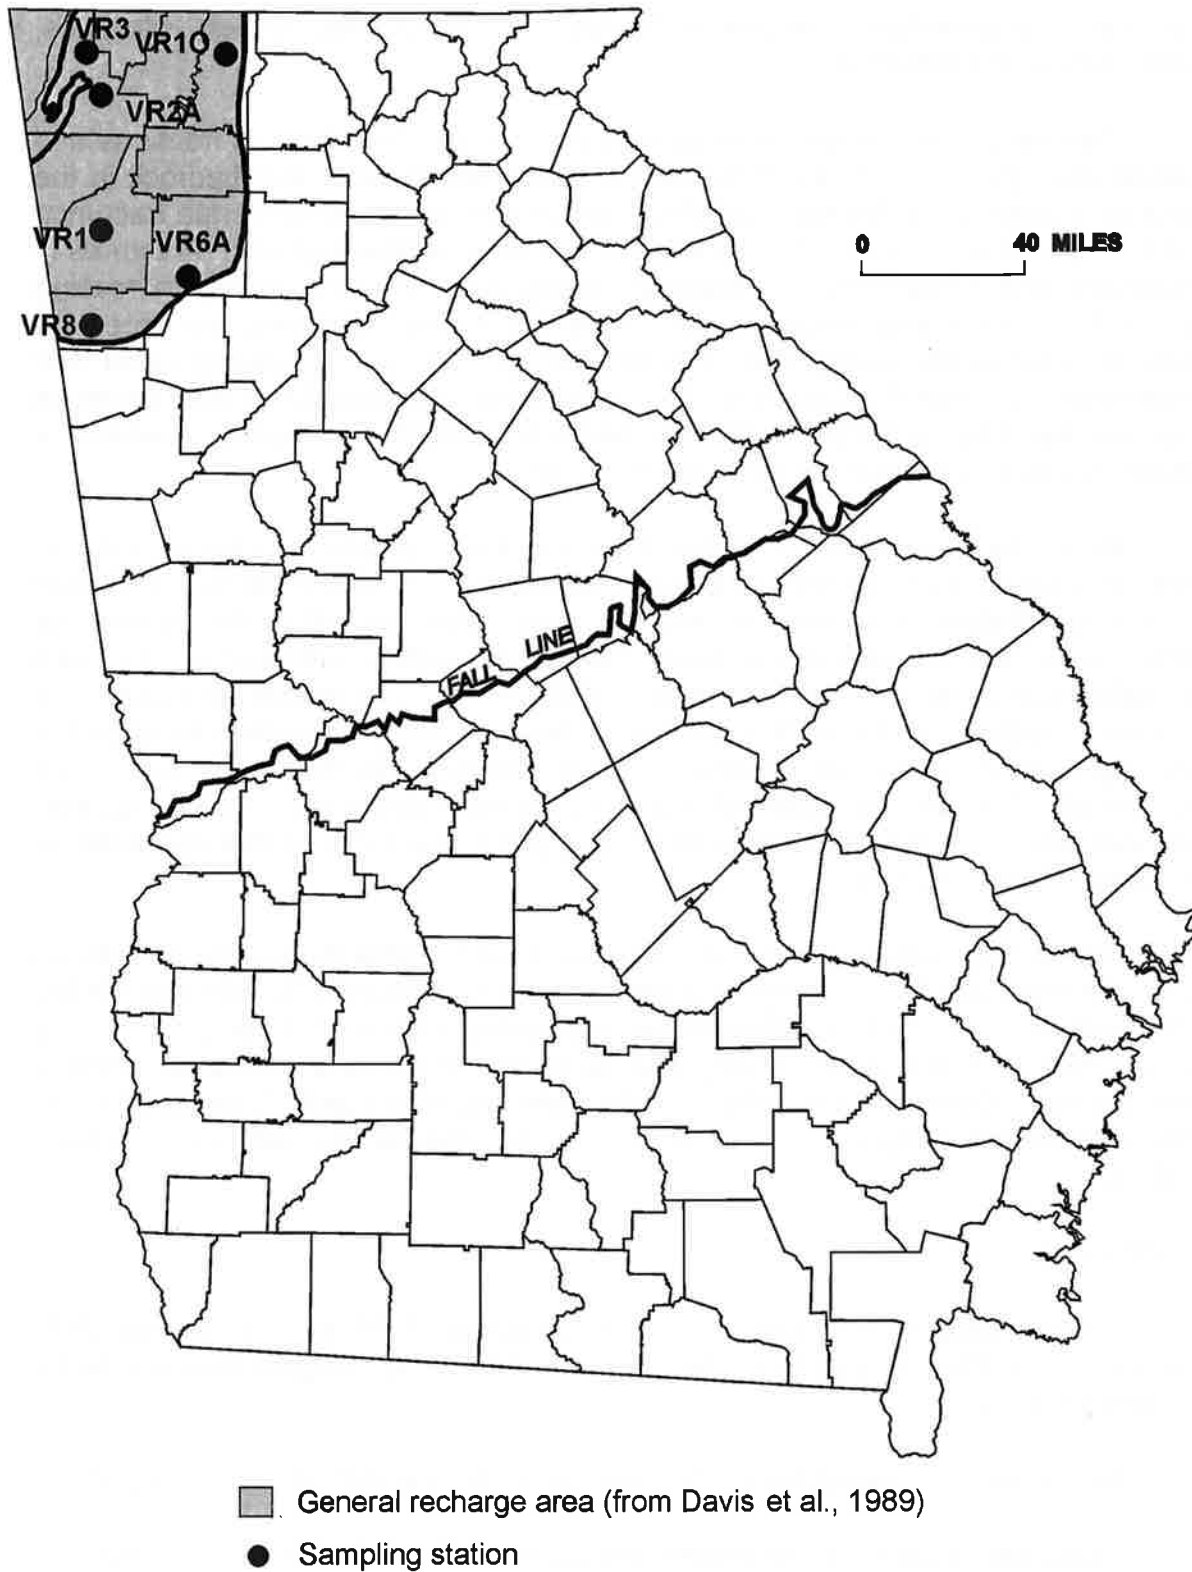 VR3
VR10
VR2A
VR1
VR6A
VR8
0 40 MILES
FALL LINE
General recharge area (from Davis et al., 1989)
Sampling station